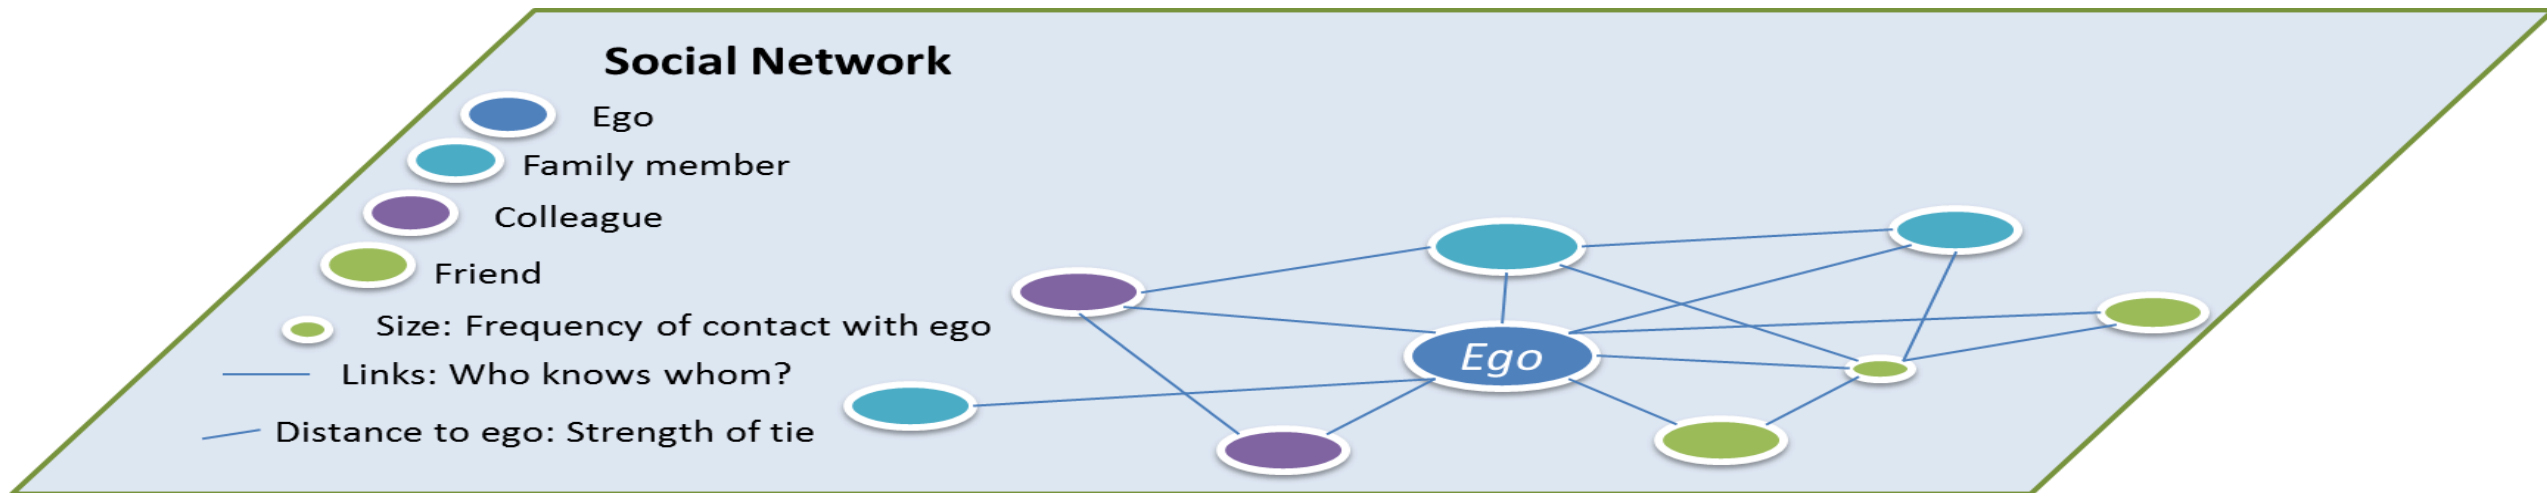 Social Network
Ego
Family member
Colleague
Friend
Size: Frequency of contact with ego
Links: Who knows whom?
Distance to ego: Strength of tie
Ego